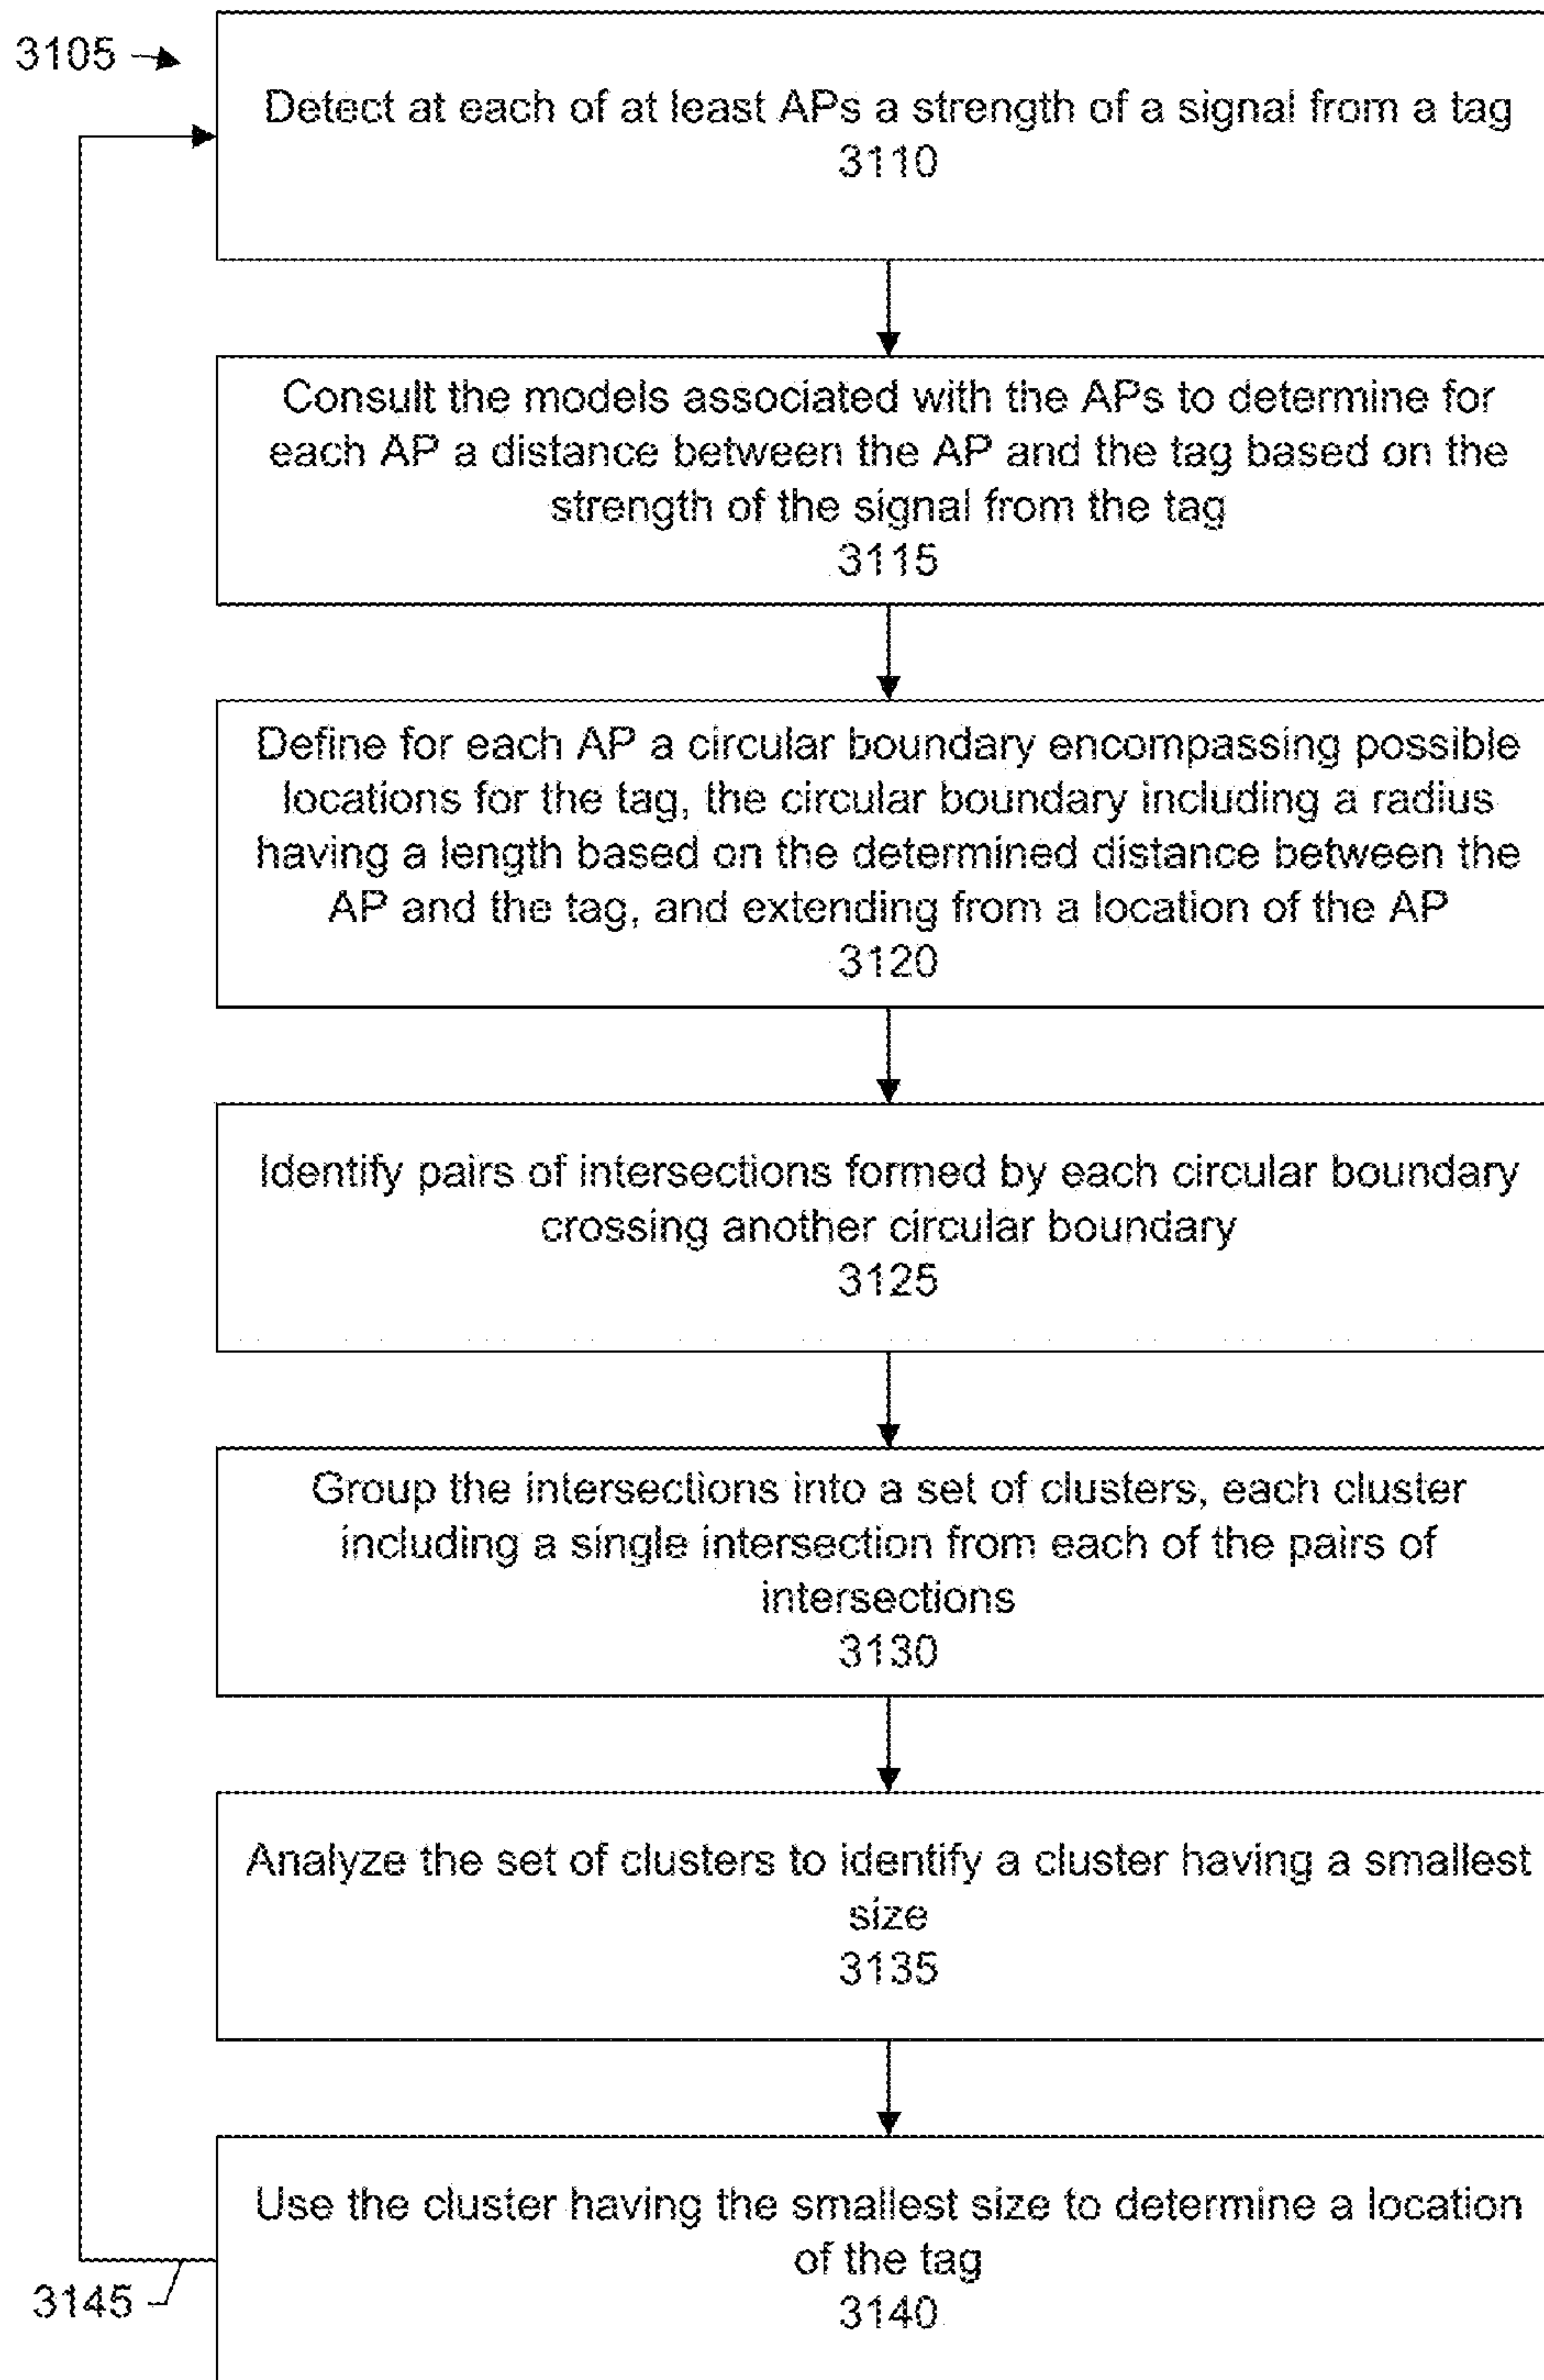 3105
Detect at each of at least APs a strength of a signal from a tag
3110
Consult the models associated with the APs to determine for
each AP a distance between the AP and the tag based on the
strength of the signal from the tag
3115
Define for each AP a circular boundary encompassing possible
locations for the tag, the circular boundary including a radius
having a length based on the determined distance between the
AP and the tag, and extending from a location of the AP
3120
Identify pairs of intersections formed by each circular boundary
crossing another circular boundary
3125
Group the intersections into a set of clusters, each cluster
including a single intersection from each of the pairs of
intersections
3130
Analyze the set of clusters to identify a cluster having a smallest
size
3135
Use the cluster having the smallest size to determine a location
of the tag
3140
3145